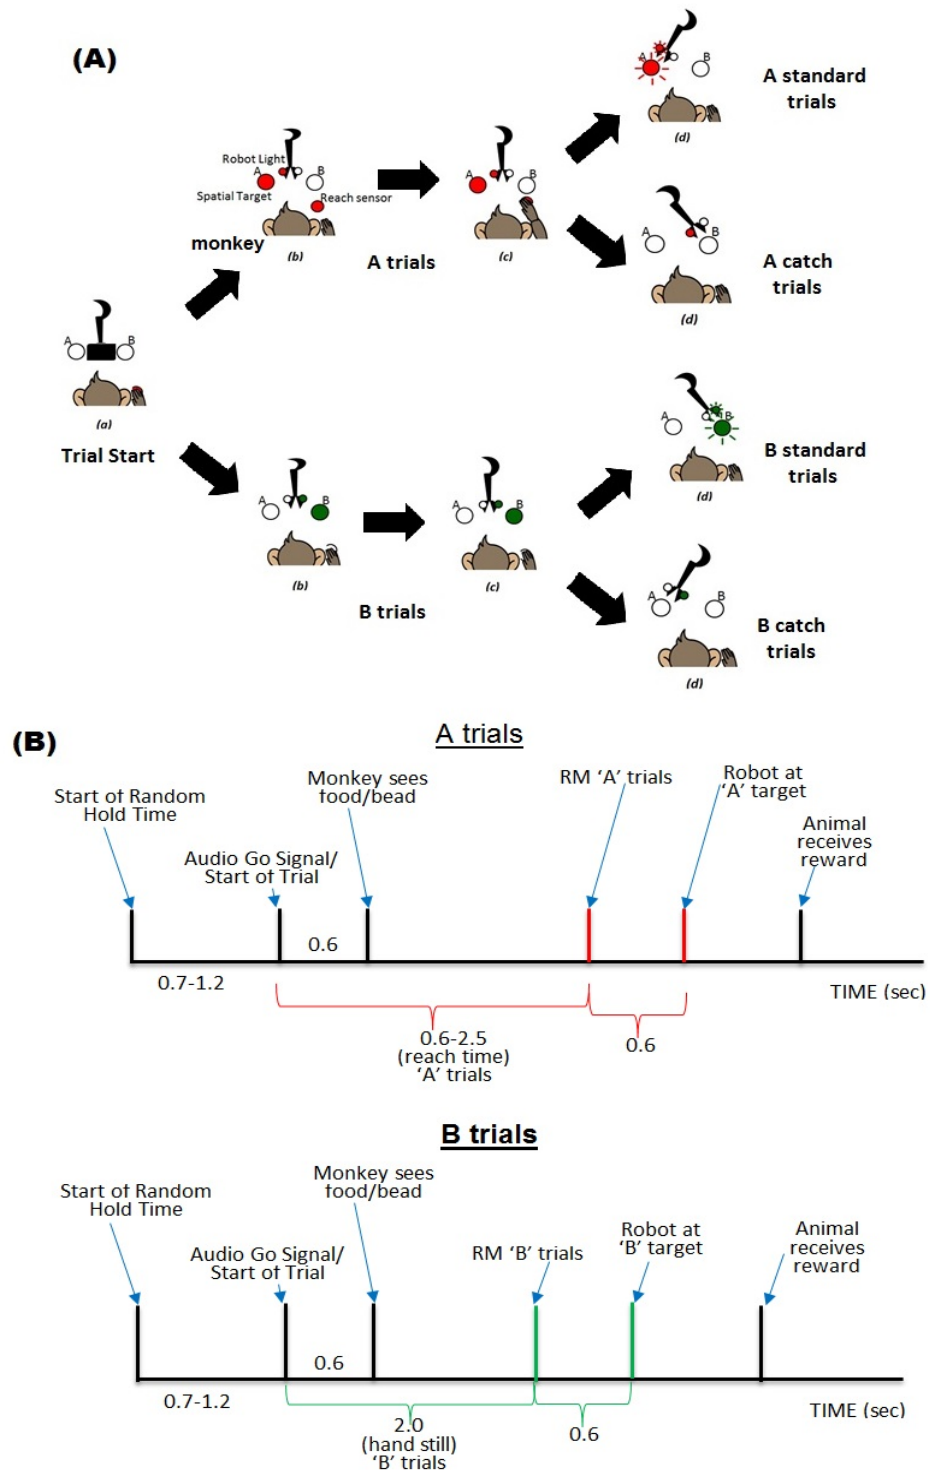 (A)
A B
(d)
A standard
trials
Robot Light
A B
Spatial Target
Reach sensor
monkey
(b)
A trials
A B
(c)
A B
(d)
A catch
trials
A B
(a)
Trial Start
A B
(b)
B trials
A B
(c)
A B
(d)
B standard
trials
A B
(d)
B catch
trials
(B)
A trials
Start of Random
Hold Time
Audio Go Signal/
Start of Trial
Monkey sees
food/bead
RM ‘A’ trials
Robot at
‘A’ target
Animal
receives
reward
0.6
0.7-1.2
TIME (sec)
0.6-2.5
(reach time)
‘A’ trials
0.6
B trials
Start of Random
Hold Time
Audio Go Signal/
Start of Trial
Monkey sees
food/bead
RM ‘B’ trials
Robot at
‘B’ target
Animal
receives
reward
0.6
0.7-1.2
TIME (sec)
2.0
(hand still)
‘B’ trials
0.6